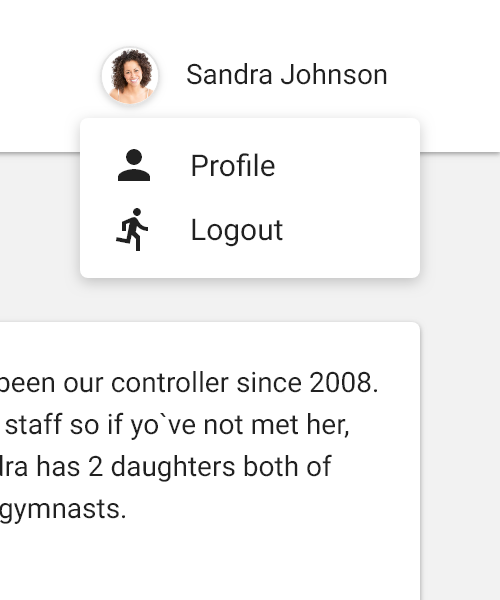 Sandra Johnson
Profile
Logout
been our controller since 2008.
staff so if yo`ve not met her,
dra has 2 daughters both of
gymnasts.